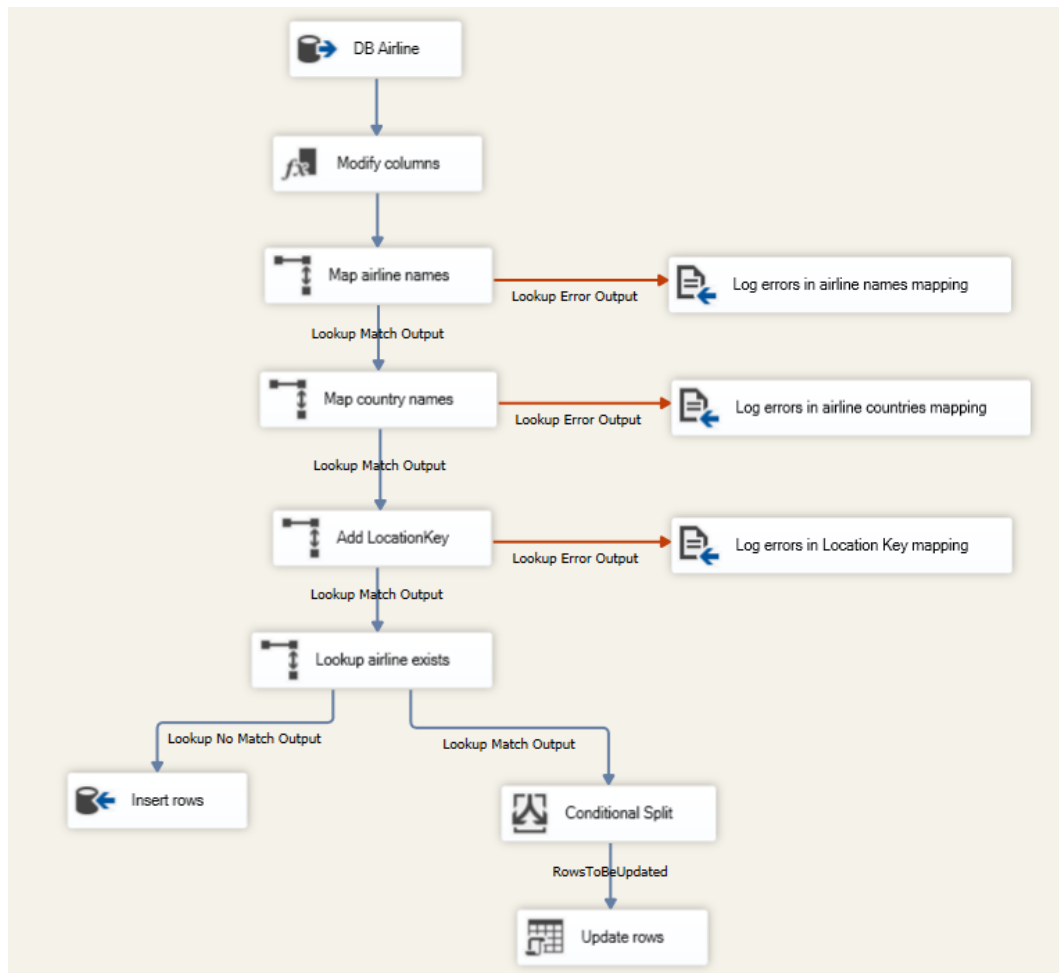 DB Airline
Modify columns
Map airline names
Lookup Error Output
Log errors in airline names mapping
Lookup Match Output
Map country names
Lookup Error Output
Log errors in airline countries mapping
Lookup Match Output
Add LocationKey
Lookup Error Output
Log errors in Location Key mapping
Lookup Match Output
Lookup airline exists
Lookup No Match Output
Lookup Match Output
Insert rows
Conditional Split
RowsToBeUpdated
Update rows